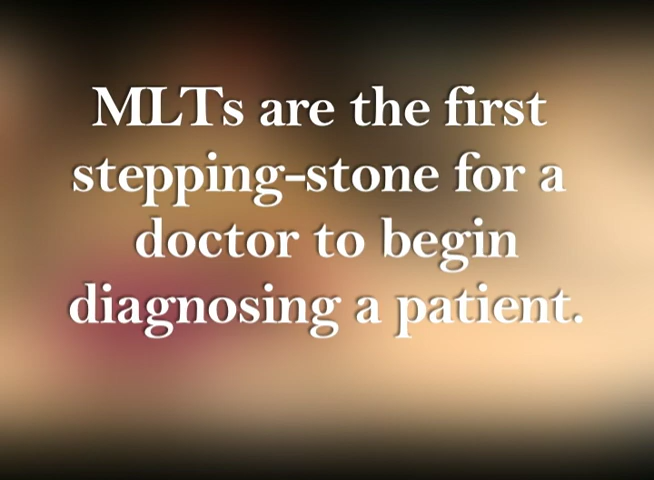 MLTs are the first
stepping-stone for a
doctor to begin
diagnosing a patient.